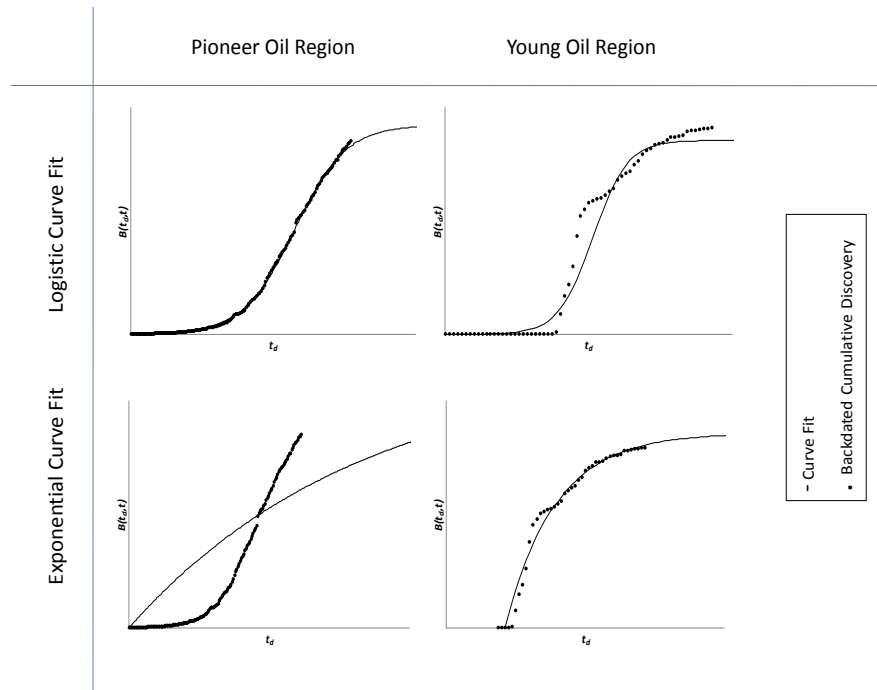 Pioneer Oil Region
Young Oil Region
Logistic Curve Fit
B(td,t)
td
B(td,t)
td
Exponential Curve Fit
B(td,t)
td
B(td,t)
td
– Curve Fit
• Backdated Cumulative Discovery